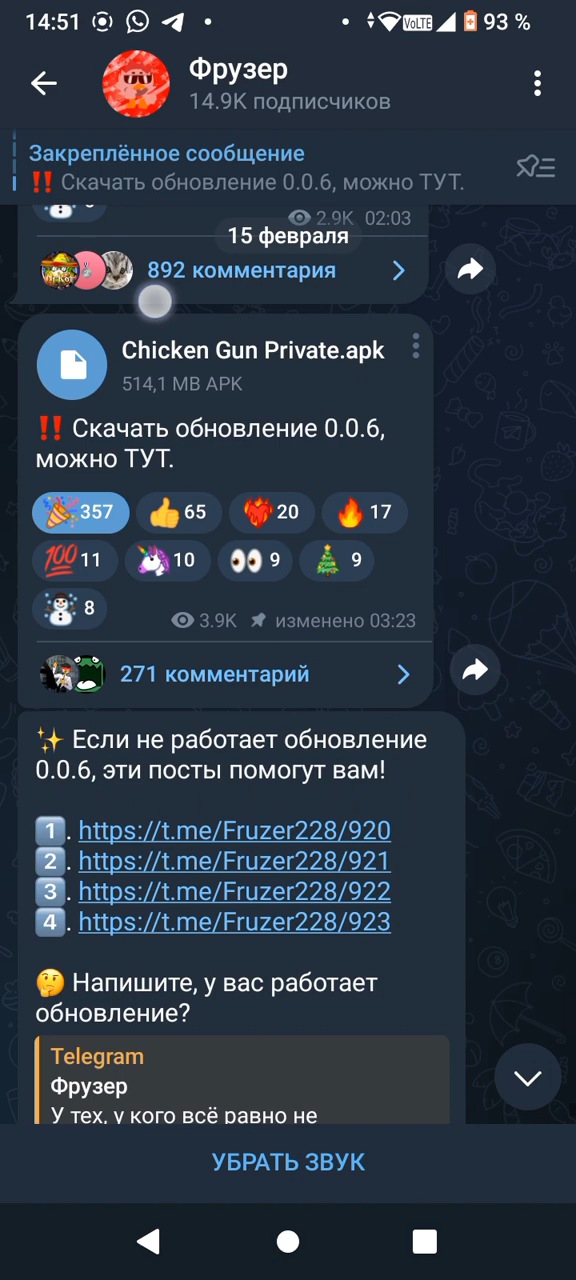 14:51
VoLTE
93 %
Фрузер
14.9K подписчиков
Закреплённое сообщение
‼️ Скачать обновление 0.0.6, можно ТУТ.
2.9K 02:03
15 февраля
892 комментария
Chicken Gun Private.apk
514,1 MB APK
‼️ Скачать обновление 0.0.6,
можно ТУТ.
🎉 357 👍 65 ❤️‍🔥 20 🔥 17
💯 11 🦄 10 👀 9 🎄 9
☃️ 8 3.9K изменено 03:23
271 комментарий
✨ Если не работает обновление
0.0.6, эти посты помогут вам!
1️⃣. https://t.me/Fruzer228/920
2️⃣. https://t.me/Fruzer228/921
3️⃣. https://t.me/Fruzer228/922
4️⃣. https://t.me/Fruzer228/923
🤔 Напишите, у вас работает
обновление?
Telegram
Фрузер
У тех, у кого всё равно не
УБРАТЬ ЗВУК